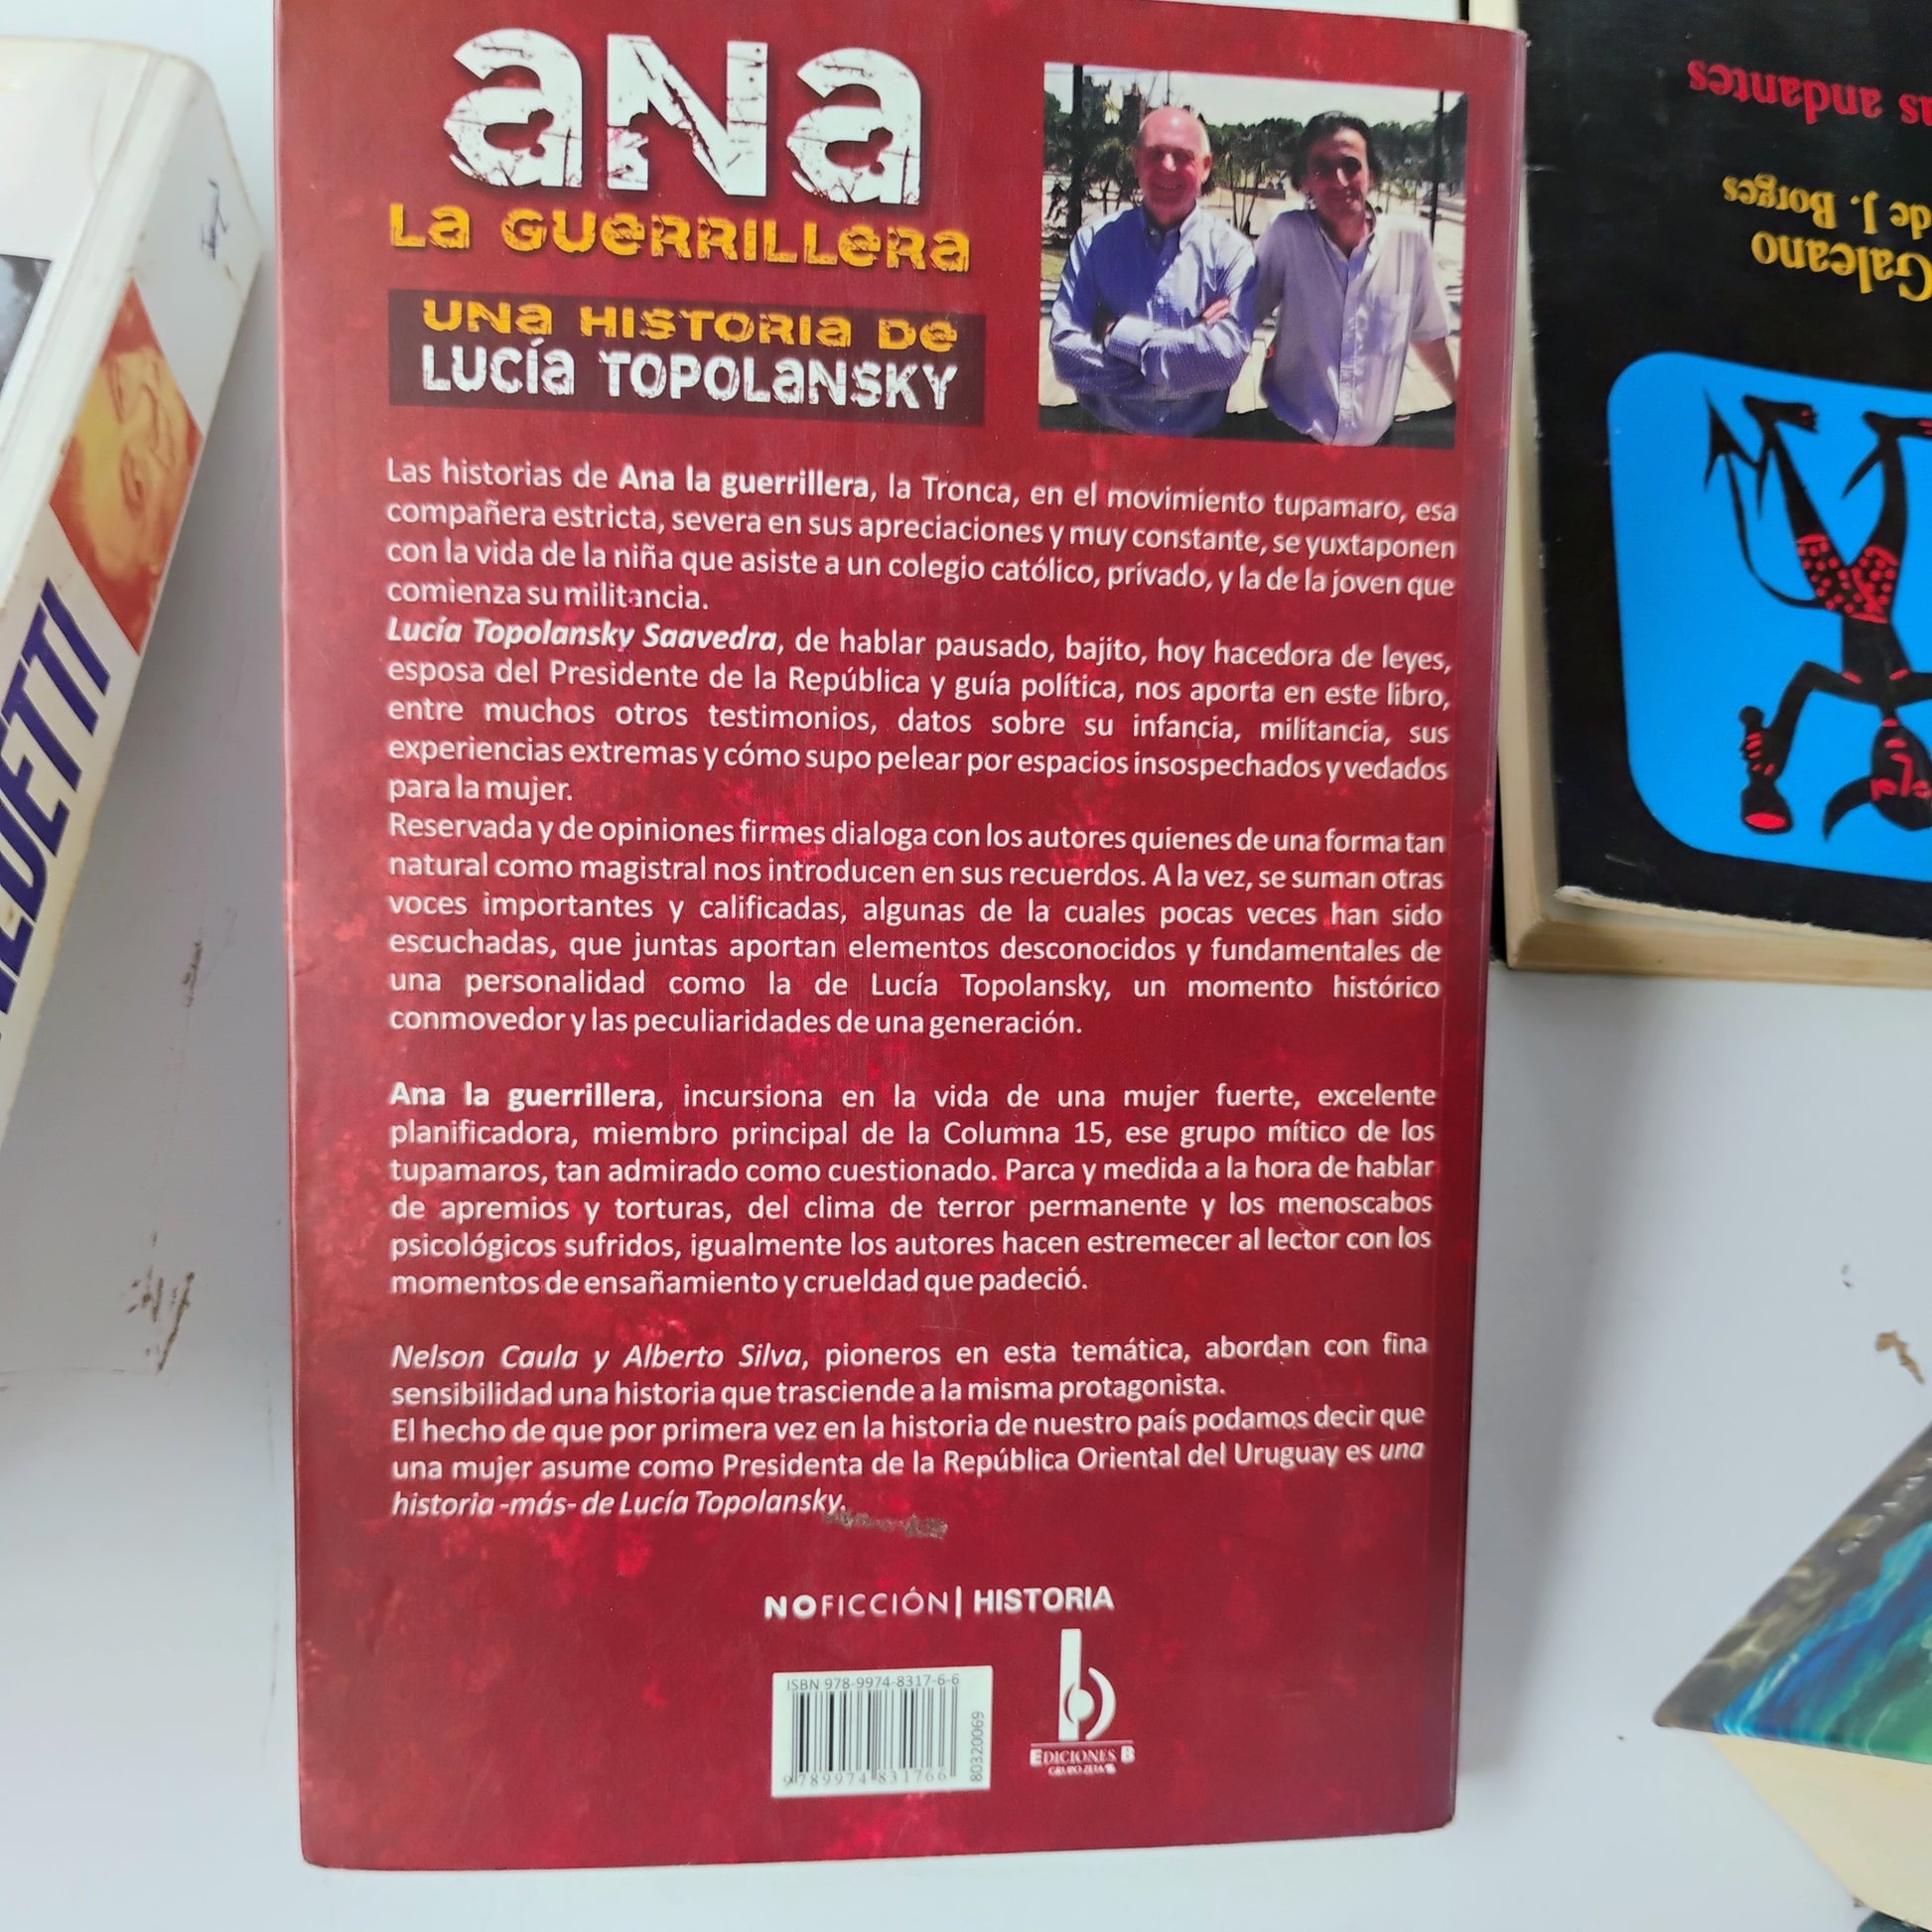 ANA
LA GUERRILLERA
UNA HISTORIA DE
LUCÍA TOPOLANSKY
Las historias de Ana la guerrillera, la Tronca, en el movimiento tupamaro, esa
compañera estricta, severa en sus apreciaciones y muy constante, se yuxtaponen
con la vida de la niña que asiste a un colegio católico, privado, y la de la joven que
comienza su militancia.
Lucía Topolansky Saavedra, de hablar pausado, bajito, hoy hacedora de leyes,
esposa del Presidente de la República y guía política, nos aporta en este libro,
entre muchos otros testimonios, datos sobre su infancia, militancia, sus
experiencias extremas y cómo supo pelear por espacios insospechados y vedados
para la mujer.
Reservada y de opiniones firmes dialoga con los autores quienes de una forma tan
natural como magistral nos introducen en sus recuerdos. A la vez, se suman otras
voces importantes y calificadas, algunas de la cuales pocas veces han sido
escuchadas, que juntas aportan elementos desconocidos y fundamentales de
una personalidad como la de Lucía Topolansky, un momento histórico
conmovedor y las peculiaridades de una generación.
Ana la guerrillera, incursiona en la vida de una mujer fuerte, excelente
planificadora, miembro principal de la Columna 15, ese grupo mítico de los
tupamaros, tan admirado como cuestionado. Parca y medida a la hora de hablar
de apremios y torturas, del clima de terror permanente y los menoscabos
psicológicos sufridos, igualmente los autores hacen estremecer al lector con los
momentos de ensañamiento y crueldad que padeció.
Nelson Caula y Alberto Silva, pioneros en esta temática, abordan con fina
sensibilidad una historia que trasciende a la misma protagonista.
El hecho de que por primera vez en la historia de nuestro país podamos decir que
una mujer asume como Presidenta de la República Oriental del Uruguay es una
historia -más- de Lucía Topolansky.
NOFICCIÓN | HISTORIA
ISBN 978-9974-8317-6-6
9789974831766
80320069
EDICIONES B
GRUPO ZETA
andantes
de J. Borges
Galeano